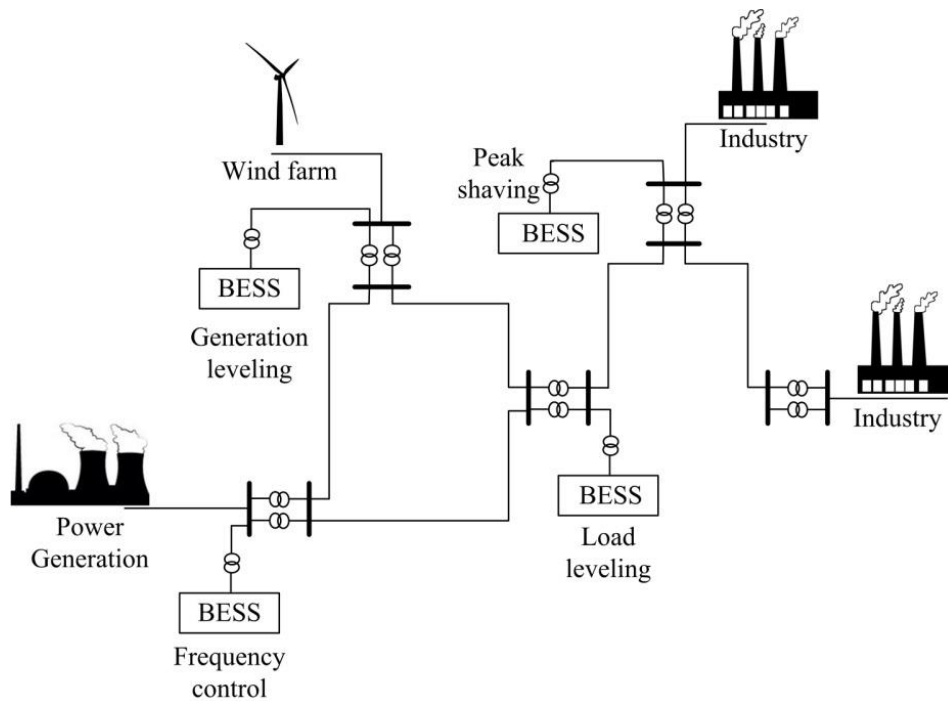 Industry
Wind farm
Peak
shaving
BESS
BESS
Generation
leveling
Industry
BESS
Load
leveling
Power
Generation
BESS
Frequency
control